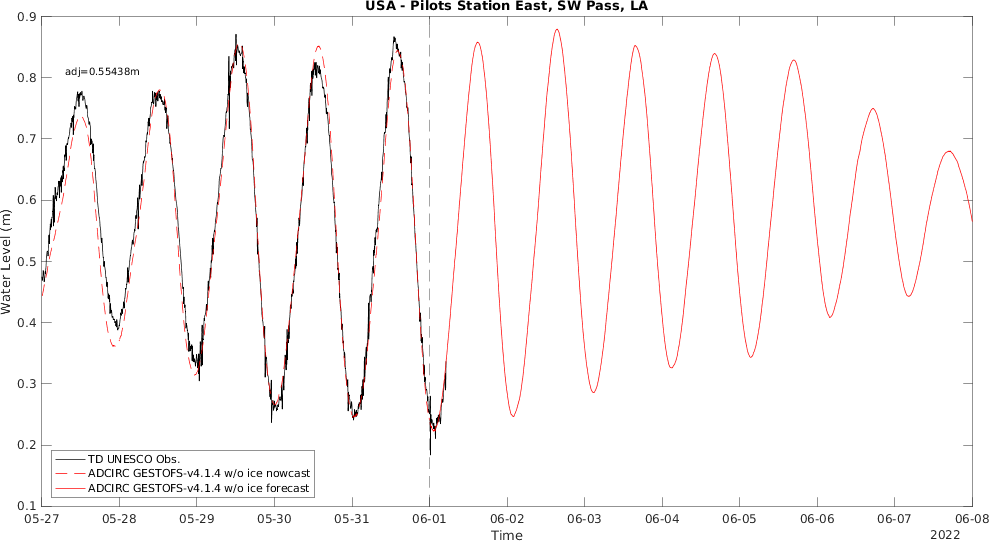 USA - Pilots Station East, SW Pass, LA
0.9
0.8
0.7
0.6
0.5
0.4
0.3
0.2
0.1
Water Level (m)
adj=0.55438m
TD UNESCO Obs.
ADCIRC GESTOFS-v4.1.4 w/o ice nowcast
ADCIRC GESTOFS-v4.1.4 w/o ice forecast
05-27 05-28 05-29 05-30 05-31 06-01 06-02 06-03 06-04 06-05 06-06 06-07 06-08
Time
2022